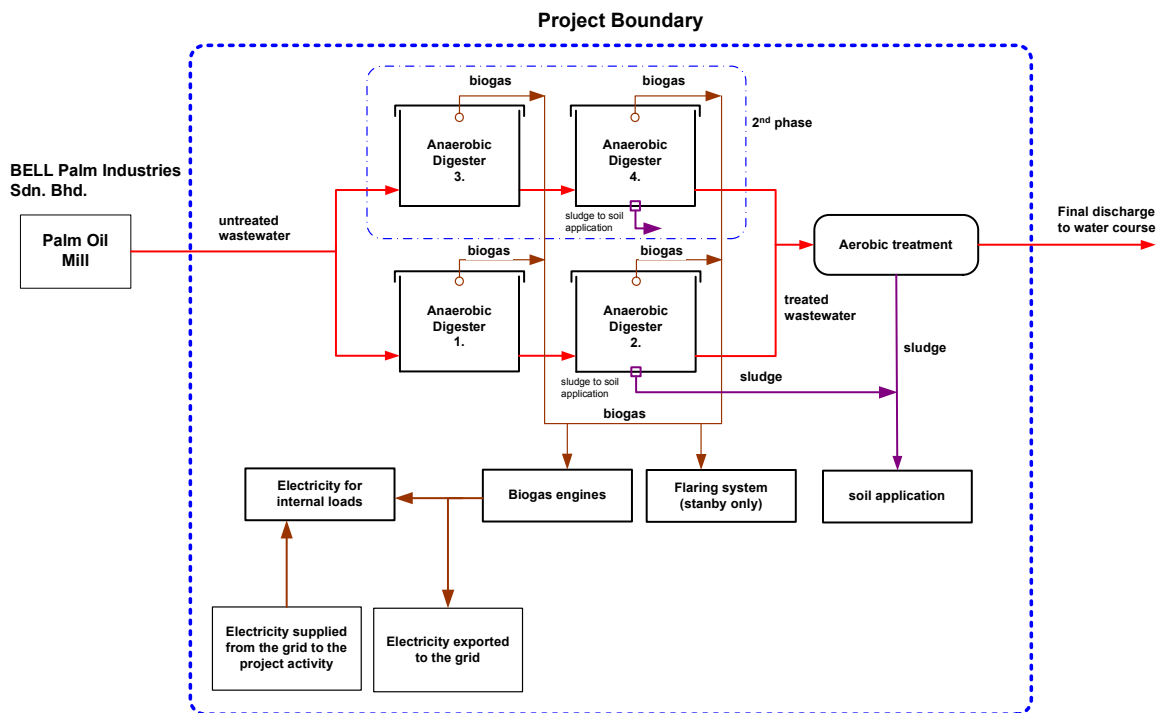 Project Boundary
biogas
biogas
2nd phase
Anaerobic
Digester
3.
Anaerobic
Digester
4.
BELL Palm Industries
Sdn. Bhd.
untreated
wastewater
sludge to soil
application
Palm Oil
Mill
Final discharge
to water course
Aerobic treatment
biogas
biogas
Anaerobic
Digester
1.
Anaerobic
Digester
2.
treated
wastewater
sludge
sludge to soil
application
sludge
biogas
Electricity for
internal loads
Biogas engines
Flaring system
(stanby only)
soil application
Electricity supplied
from the grid to the
project activity
Electricity exported
to the grid